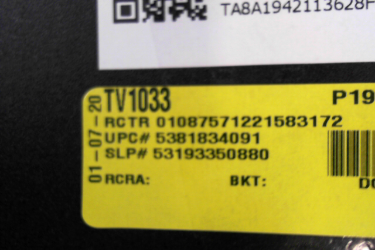 TA8A1942113628F
01-07-20
TV1033 P19
RCTR 01087571221583172
UPC# 5381834091
SLP# 53193350880
RCRA: BKT: